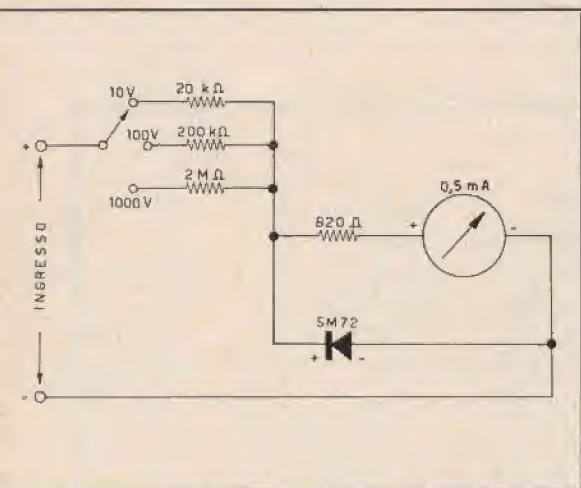 10V
20 kΩ
+
100V
200 kΩ
2 MΩ
1000V
0,5 mA
820 Ω
+
-
INGRESSO
SM72
+
-
-